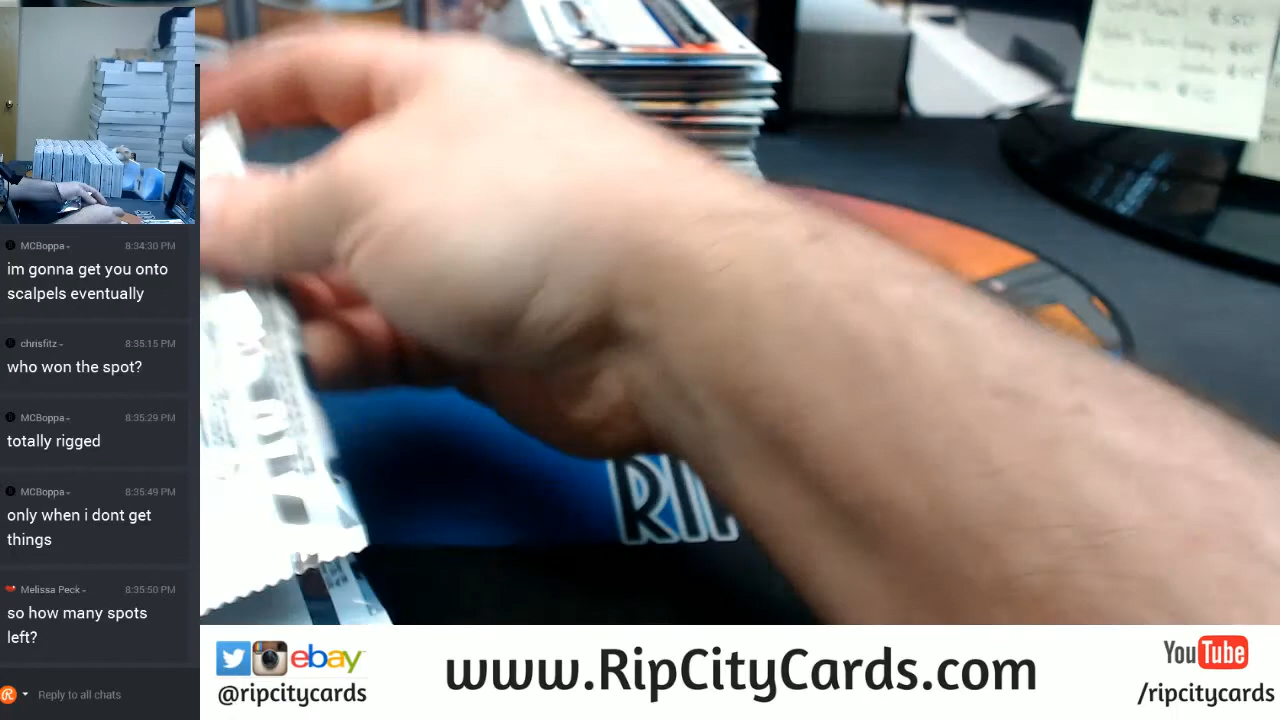 MCBoppa 8:34:30 PM
im gonna get you onto
scalpels eventually
chrisfitz 8:35:15 PM
who won the spot?
MCBoppa 8:35:29 PM
totally rigged
MCBoppa 8:35:49 PM
only when i dont get
things
Melissa Peck 8:35:50 PM
so how many spots
left?
Reply to all chats
RIP
ebay
@ripcitycards
www.RipCityCards.com
YouTube
/ripcitycards